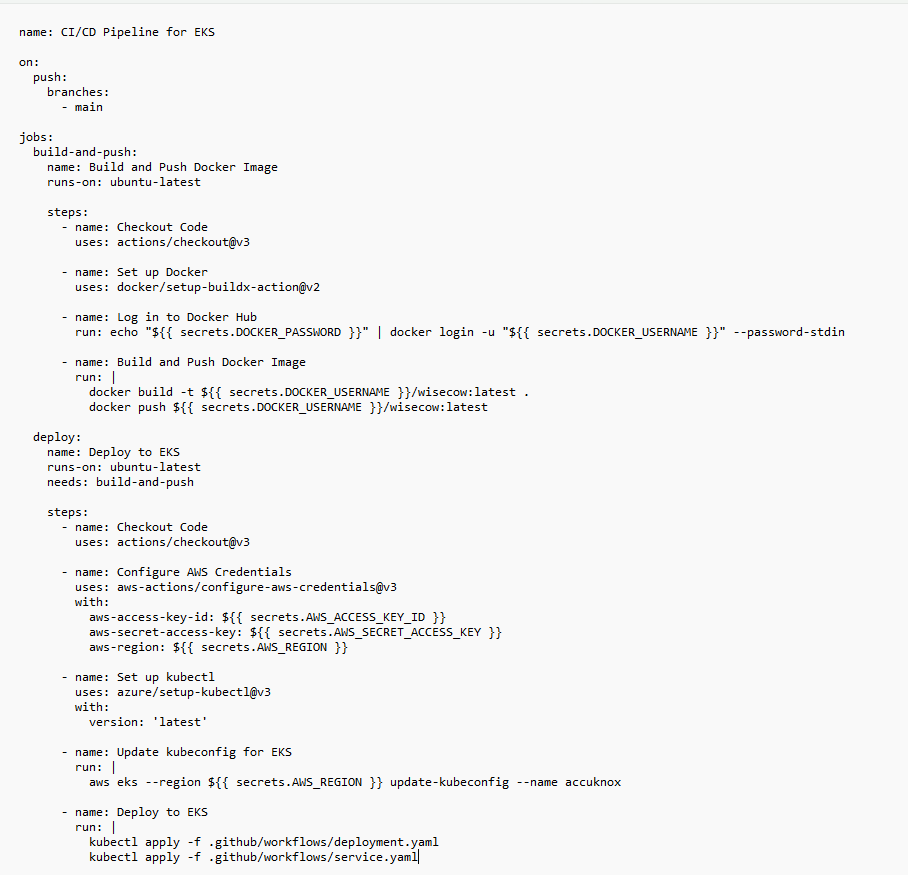 name: CI/CD Pipeline for EKS

on:
  push:
    branches:
      - main

jobs:
  build-and-push:
    name: Build and Push Docker Image
    runs-on: ubuntu-latest

    steps:
      - name: Checkout Code
        uses: actions/checkout@v3

      - name: Set up Docker
        uses: docker/setup-buildx-action@v2

      - name: Log in to Docker Hub
        run: echo "${{ secrets.DOCKER_PASSWORD }}" | docker login -u "${{ secrets.DOCKER_USERNAME }}" --password-stdin

      - name: Build and Push Docker Image
        run: |
          docker build -t ${{ secrets.DOCKER_USERNAME }}/wisecow:latest .
          docker push ${{ secrets.DOCKER_USERNAME }}/wisecow:latest

  deploy:
    name: Deploy to EKS
    runs-on: ubuntu-latest
    needs: build-and-push

    steps:
      - name: Checkout Code
        uses: actions/checkout@v3

      - name: Configure AWS Credentials
        uses: aws-actions/configure-aws-credentials@v3
        with:
          aws-access-key-id: ${{ secrets.AWS_ACCESS_KEY_ID }}
          aws-secret-access-key: ${{ secrets.AWS_SECRET_ACCESS_KEY }}
          aws-region: ${{ secrets.AWS_REGION }}

      - name: Set up kubectl
        uses: azure/setup-kubectl@v3
        with:
          version: 'latest'

      - name: Update kubeconfig for EKS
        run: |
          aws eks --region ${{ secrets.AWS_REGION }} update-kubeconfig --name accuknox

      - name: Deploy to EKS
        run: |
          kubectl apply -f .github/workflows/deployment.yaml
          kubectl apply -f .github/workflows/service.yaml